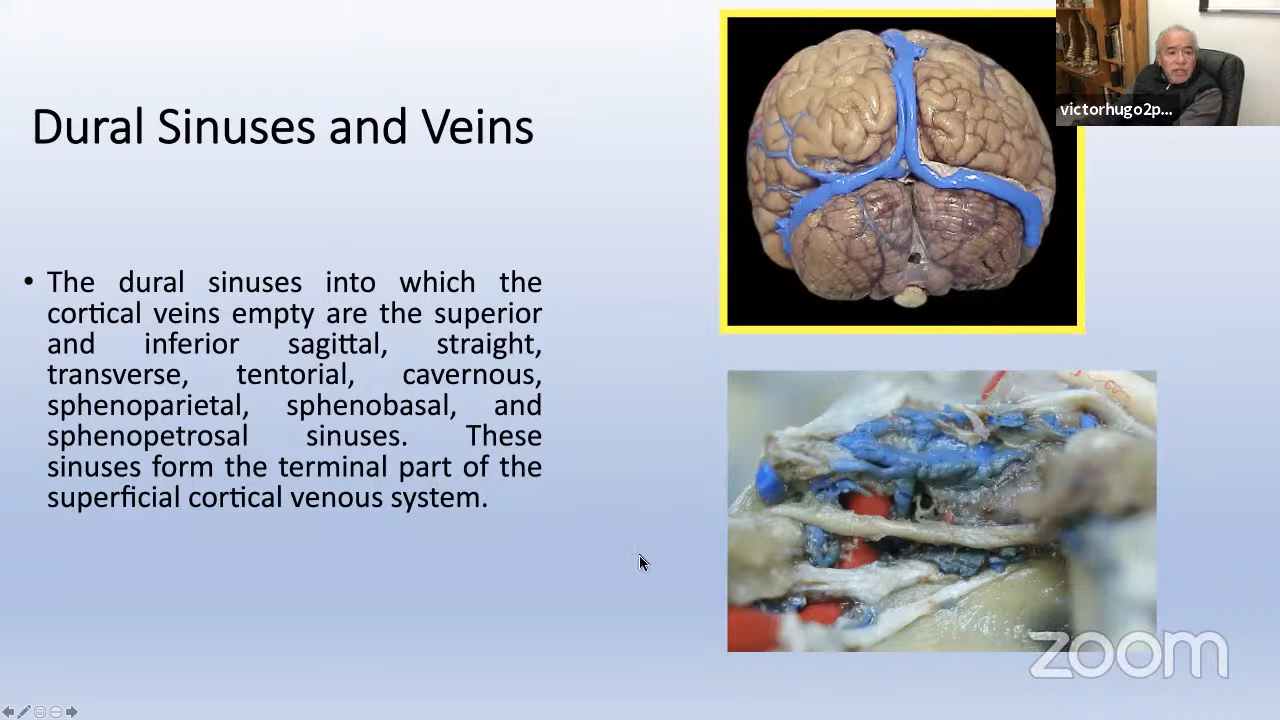 victorhugo2p...
Dural Sinuses and Veins
• The dural sinuses into which the
cortical veins empty are the superior
and inferior sagittal, straight,
transverse, tentorial, cavernous,
sphenoparietal, sphenobasal, and
sphenopetrosal sinuses. These
sinuses form the terminal part of the
superficial cortical venous system.
zoom